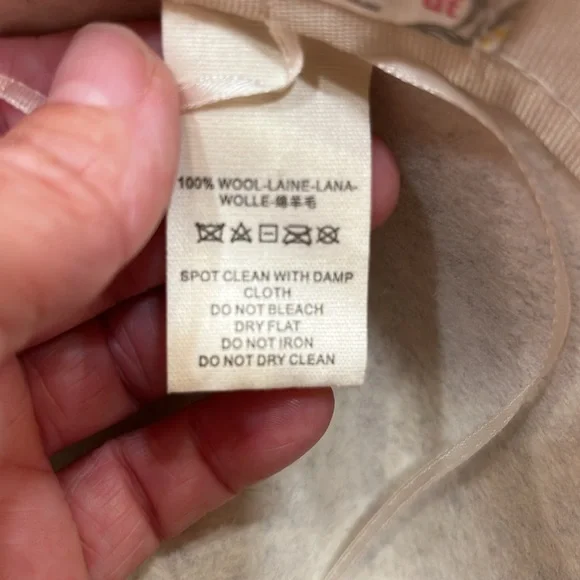 at
100% WOOL-LAINE-LANA-
WOLLE-绵羊毛
SPOT CLEAN WITH DAMP
CLOTH
DO NOT BLEACH
DRY FLAT
DO NOT IRON
DO NOT DRY CLEAN